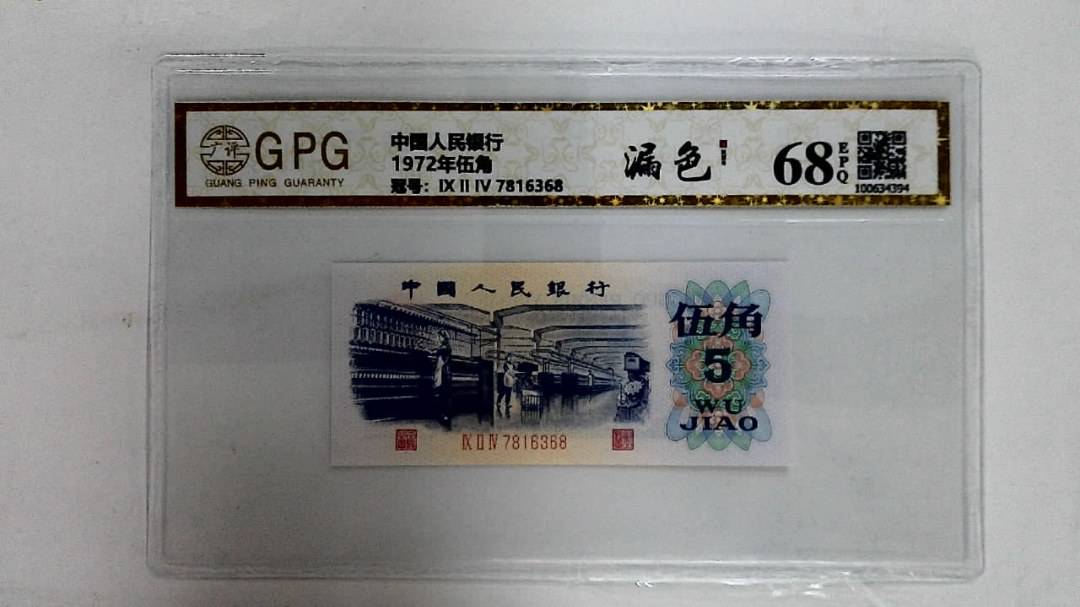 广评
GPG
GUANG PING GUARANTY
中国人民银行
1972年伍角
冠号：IX II IV 7816368
漏色
68
EPQ
100634394
中國人民銀行
伍角
5
WU
JIAO
IX II IV 7816368